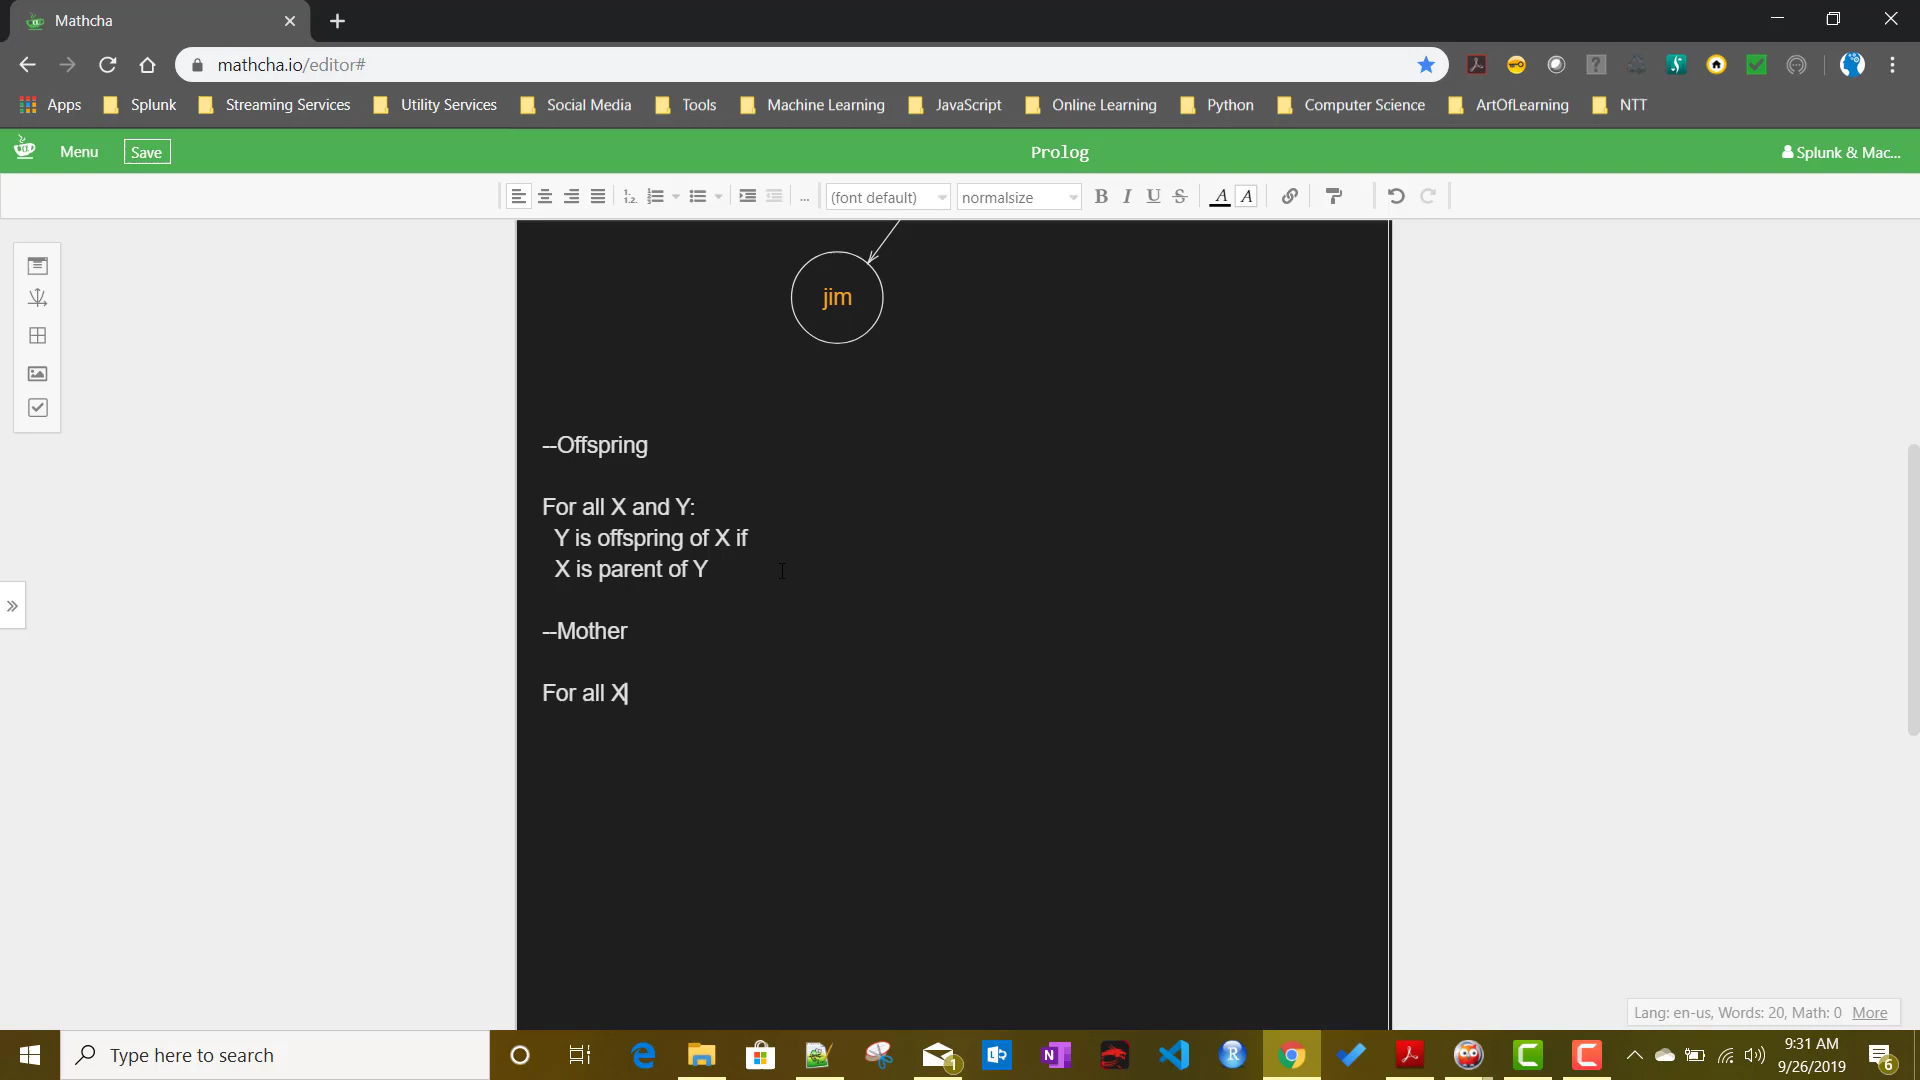 Mathcha
mathcha.io/editor#
Apps Splunk Streaming Services Utility Services Social Media Tools Machine Learning JavaScript Online Learning Python Computer Science ArtOfLearning NTT
Menu Save Prolog Splunk & Mac...
(font default) normalsize B I U S A A
jim
--Offspring
For all X and Y:
Y is offspring of X if
X is parent of Y
--Mother
For all X
Lang: en-us, Words: 20, Math: 0 More
Type here to search
9:31 AM
9/26/2019